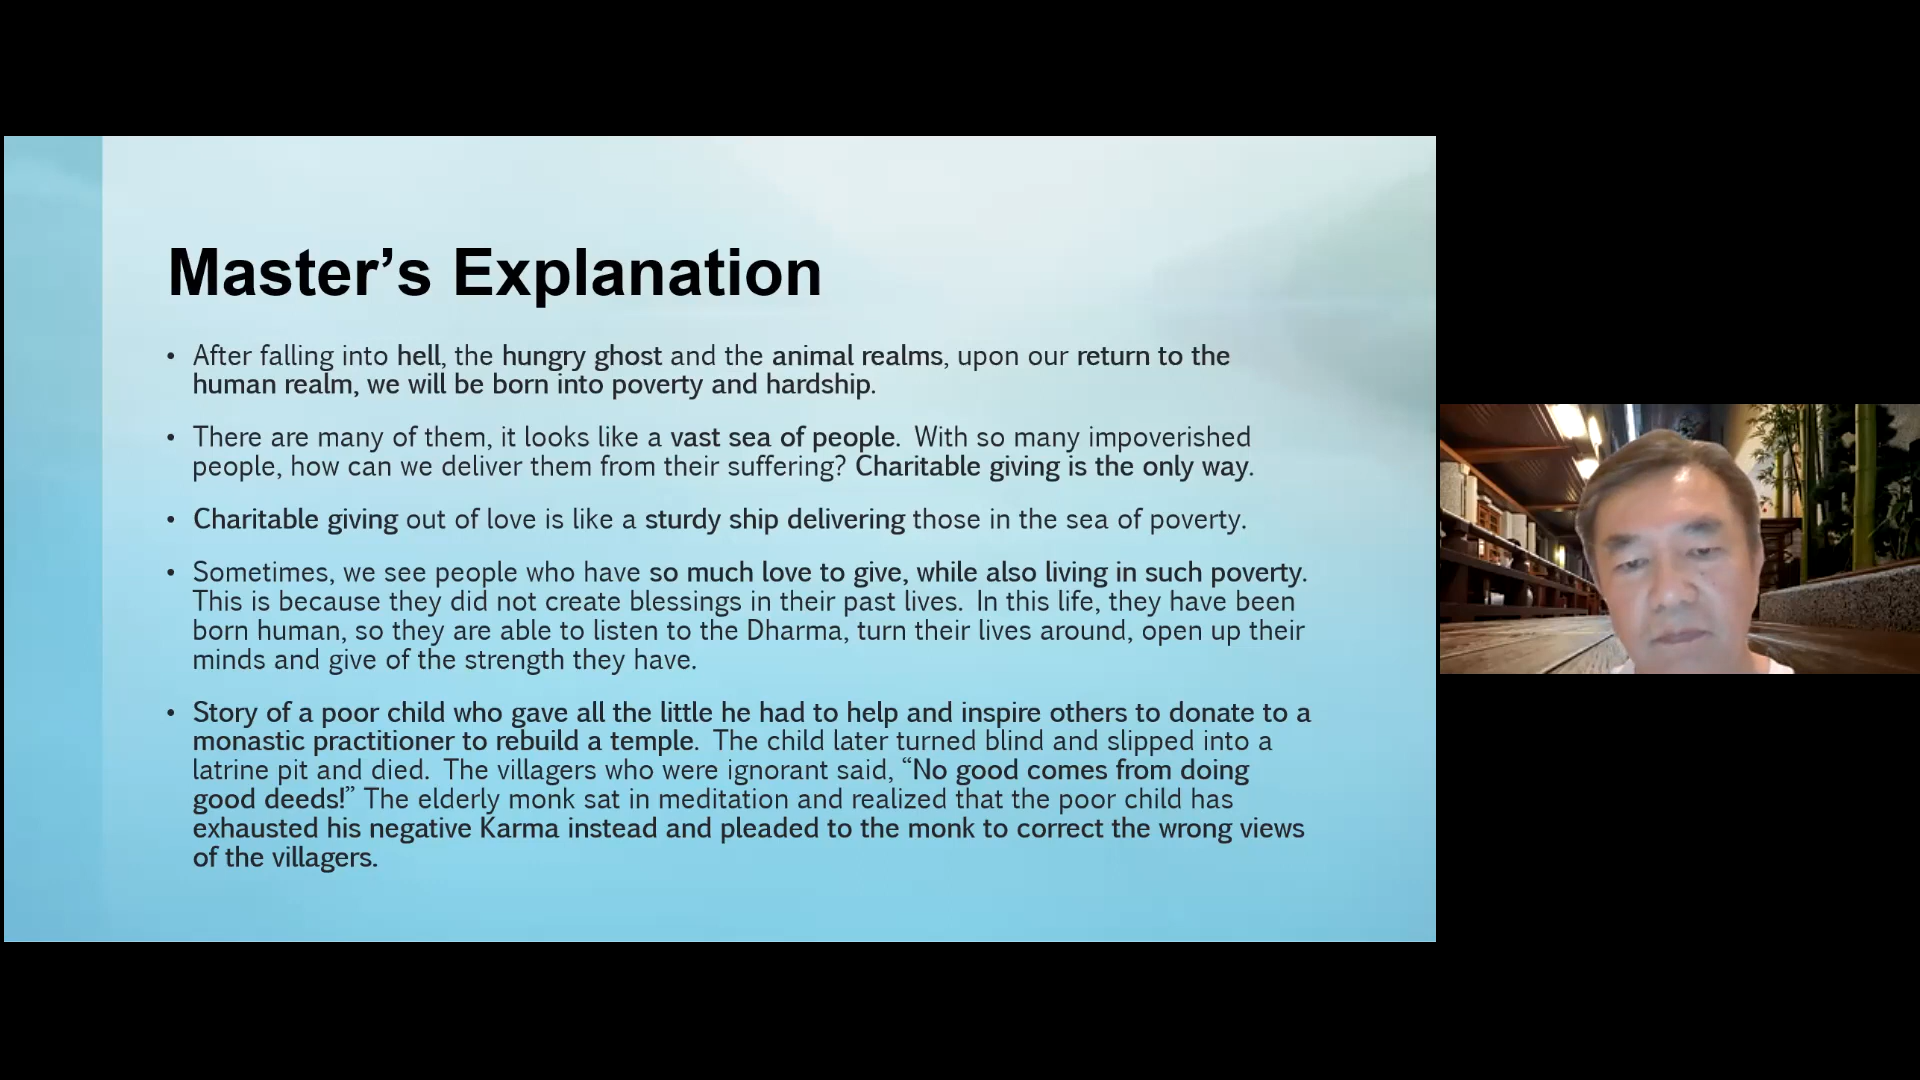 Master’s Explanation
• After falling into hell, the hungry ghost and the animal realms, upon our return to the
human realm, we will be born into poverty and hardship.
• There are many of them, it looks like a vast sea of people. With so many impoverished
people, how can we deliver them from their suffering? Charitable giving is the only way.
• Charitable giving out of love is like a sturdy ship delivering those in the sea of poverty.
• Sometimes, we see people who have so much love to give, while also living in such poverty.
This is because they did not create blessings in their past lives. In this life, they have been
born human, so they are able to listen to the Dharma, turn their lives around, open up their
minds and give of the strength they have.
• Story of a poor child who gave all the little he had to help and inspire others to donate to a
monastic practitioner to rebuild a temple. The child later turned blind and slipped into a
latrine pit and died. The villagers who were ignorant said, “No good comes from doing
good deeds!” The elderly monk sat in meditation and realized that the poor child has
exhausted his negative Karma instead and pleaded to the monk to correct the wrong views
of the villagers.